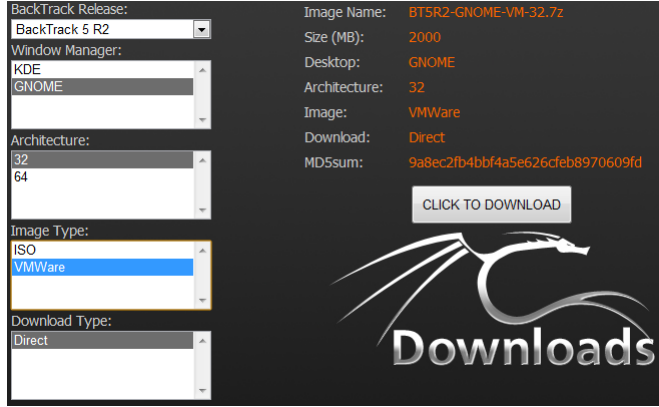 BackTrack Release:
BackTrack 5 R2
Window Manager:
KDE
GNOME
Architecture:
32
64
Image Type:
ISO
VMWare
Download Type:
Direct
Image Name: BT5R2-GNOME-VM-32.7z
Size (MB): 2000
Desktop: GNOME
Architecture: 32
Image: VMWare
Download: Direct
MD5sum: 9a8ec2fb4bbf4a5e626cfeb8970609fd
CLICK TO DOWNLOAD
Downloads